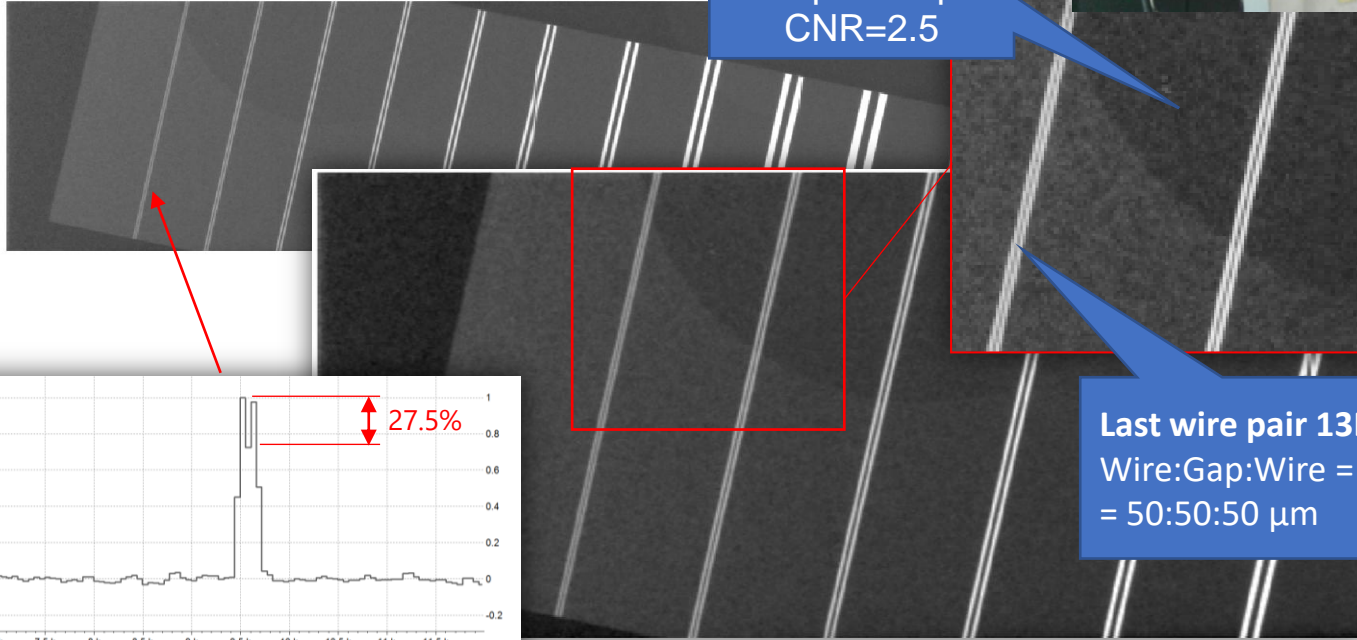 CNR=2.5
27.5%
1
0.8
0.6
0.4
0.2
0
-0.2
Last wire pair 13
Wire:Gap:Wire =
= 50:50:50 µm